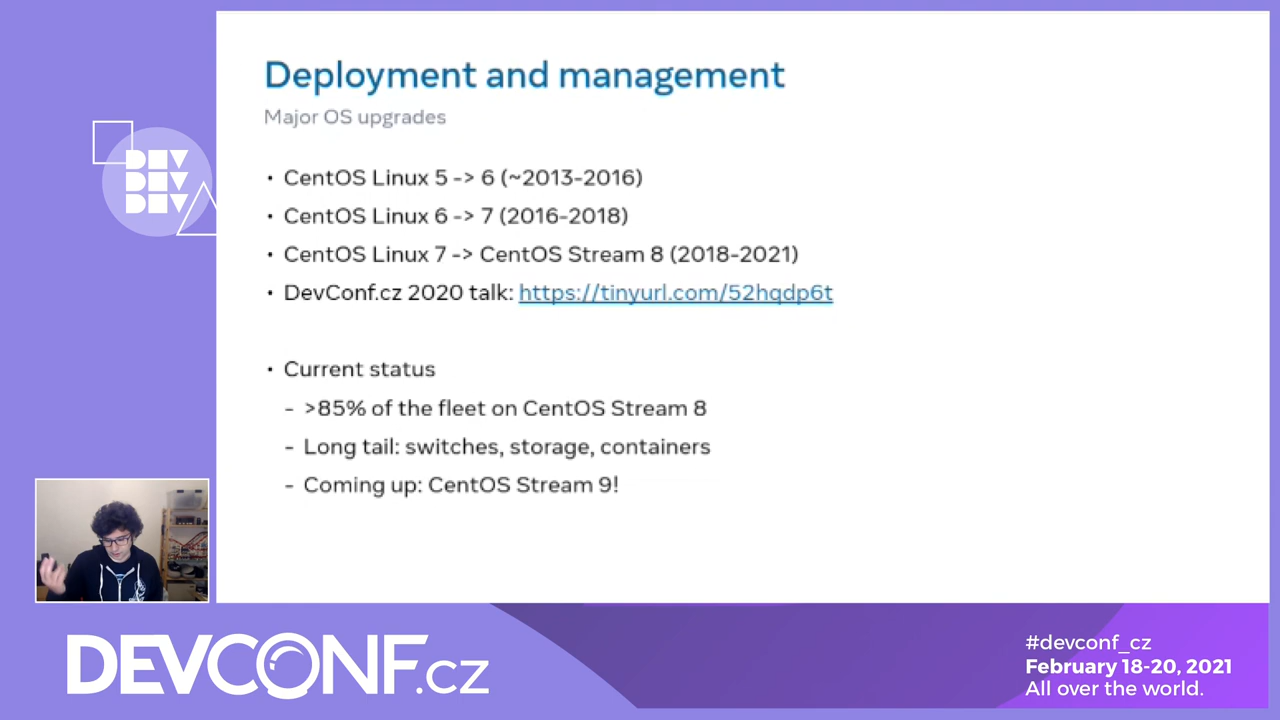 Deployment and management
Major OS upgrades
• CentOS Linux 5 -> 6 (~2013-2016)
• CentOS Linux 6 -> 7 (2016-2018)
• CentOS Linux 7 -> CentOS Stream 8 (2018-2021)
• DevConf.cz 2020 talk: https://tinyurl.com/52hqdp6t
• Current status
- >85% of the fleet on CentOS Stream 8
- Long tail: switches, storage, containers
- Coming up: CentOS Stream 9!
DEV
DEV
DEV
DEVCONF.cz
#devconf_cz
February 18-20, 2021
All over the world.